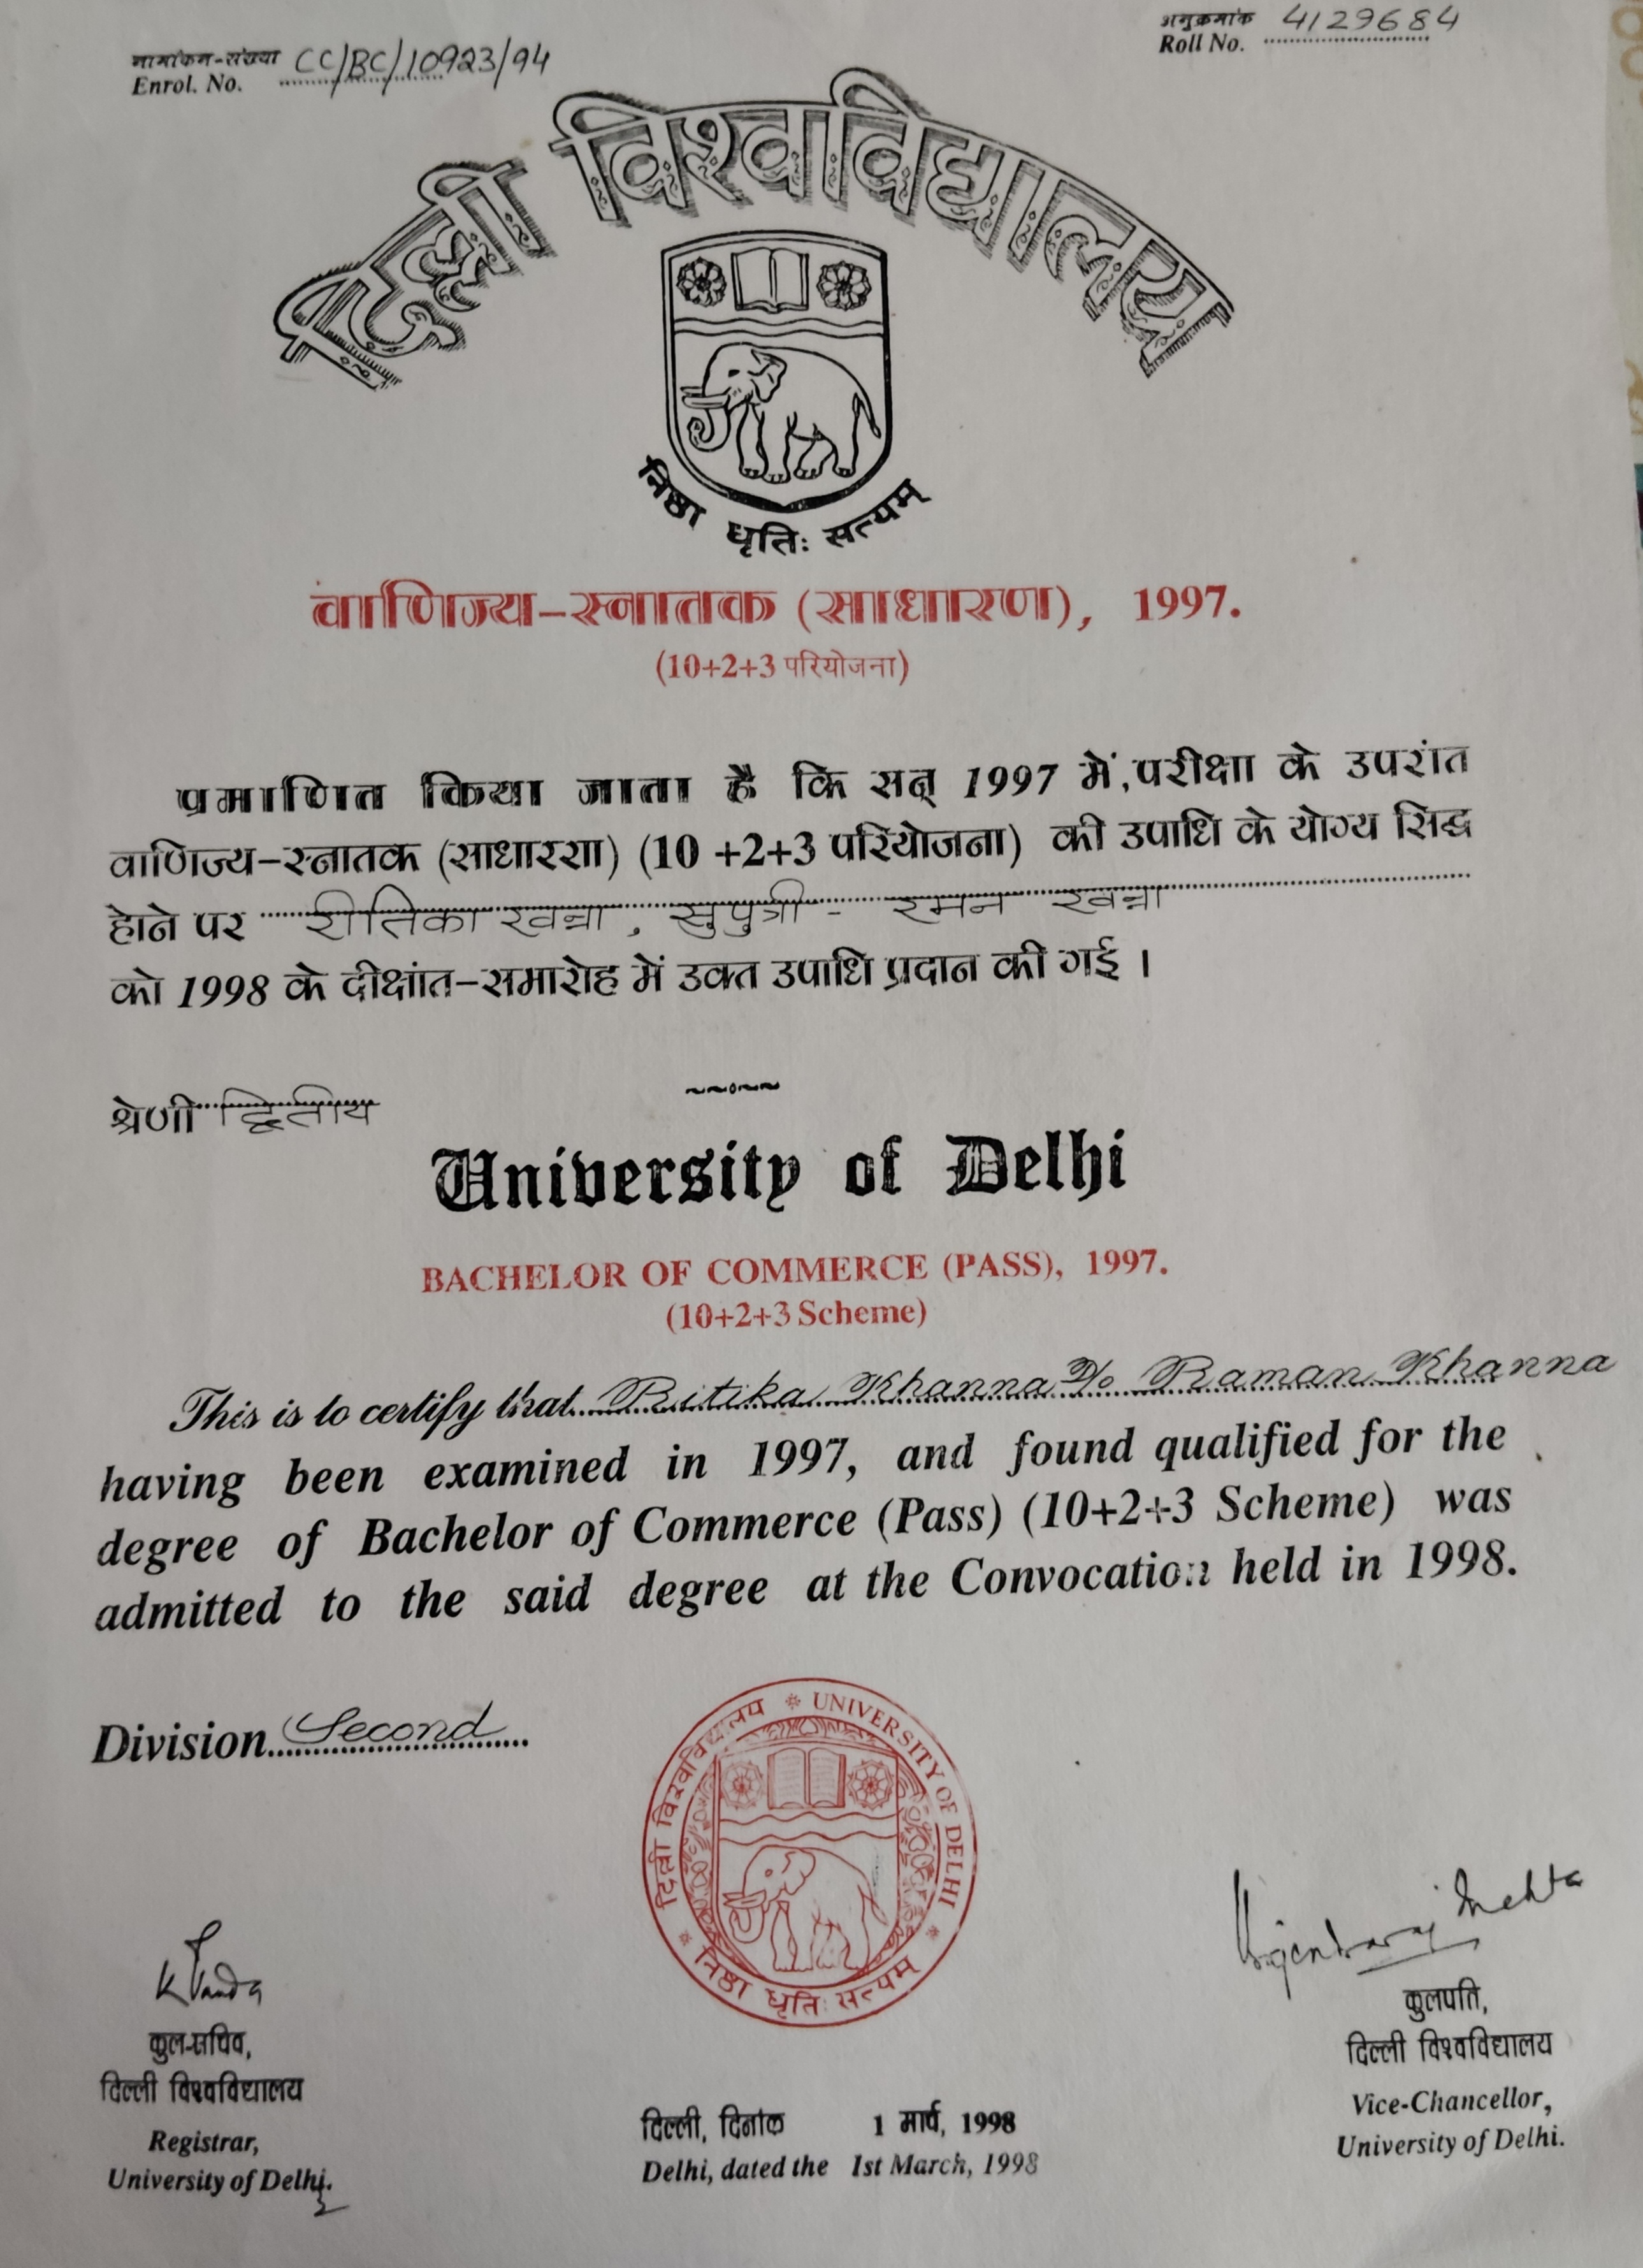 नामांकन-संख्या
Enrol. No. CC/BC/10923/94
अनुक्रमांक
Roll No. 4129684
दिल्ली विश्वविद्यालय
निष्ठा धृतिः सत्यम्
वाणिज्य-स्नातक (साधारण), 1997.
(10+2+3 परियोजना)
प्रमाणित किया जाता है कि सन् 1997 में, परीक्षा के उपरांत
वाणिज्य-स्नातक (साधारण) (10 +2+3 परियोजना) की उपाधि के योग्य सिद्ध
होने पर रीतिका खन्ना, सुपुत्री - रमन खन्ना
को 1998 के दीक्षांत-समारोह में उक्त उपाधि प्रदान की गई।
श्रेणी द्वितीय
University of Delhi
BACHELOR OF COMMERCE (PASS), 1997.
(10+2+3 Scheme)
This is to certify that Ritika Khanna D/o Raman Khanna
having been examined in 1997, and found qualified for the
degree of Bachelor of Commerce (Pass) (10+2+3 Scheme) was
admitted to the said degree at the Convocation held in 1998.
Division Second
दिल्ली विश्वविद्यालय * UNIVERSITY OF DELHI *
निष्ठा धृतिः सत्यम् *
K Nanda
कुल-सचिव,
दिल्ली विश्वविद्यालय
Registrar,
University of Delhi.
दिल्ली, दिनांक 1 मार्च, 1998
Delhi, dated the 1st March, 1998
Mehta
कुलपति,
दिल्ली विश्वविद्यालय
Vice-Chancellor,
University of Delhi.